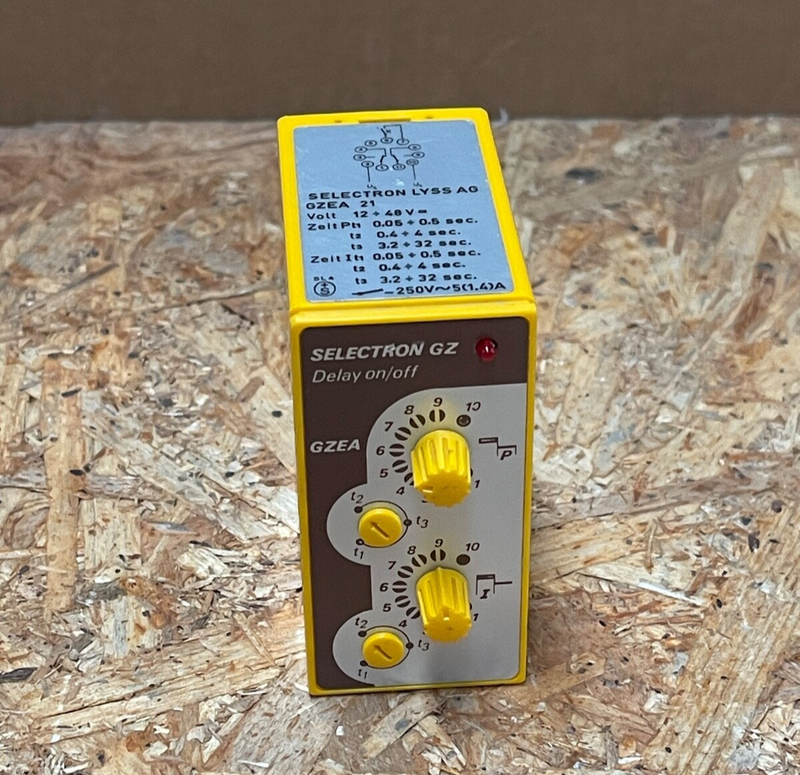 SELECTRON LYSS AG
GZEA 21
Volt 12 ÷ 48 V ≂
Zeit P t1 0.05 ÷ 0.5 sec.
t2 0.4 ÷ 4 sec.
t3 3.2 ÷ 32 sec.
Zeit I t1 0.05 ÷ 0.5 sec.
t2 0.4 ÷ 4 sec.
t3 3.2 ÷ 32 sec.
S –250V~5(1.4)A
SELECTRON GZ
Delay on/off
GZEA
10
9
8
7
6
5
4
1
P
t2
t3
t1
10
9
8
7
6
5
4
1
I
t2
t3
t1